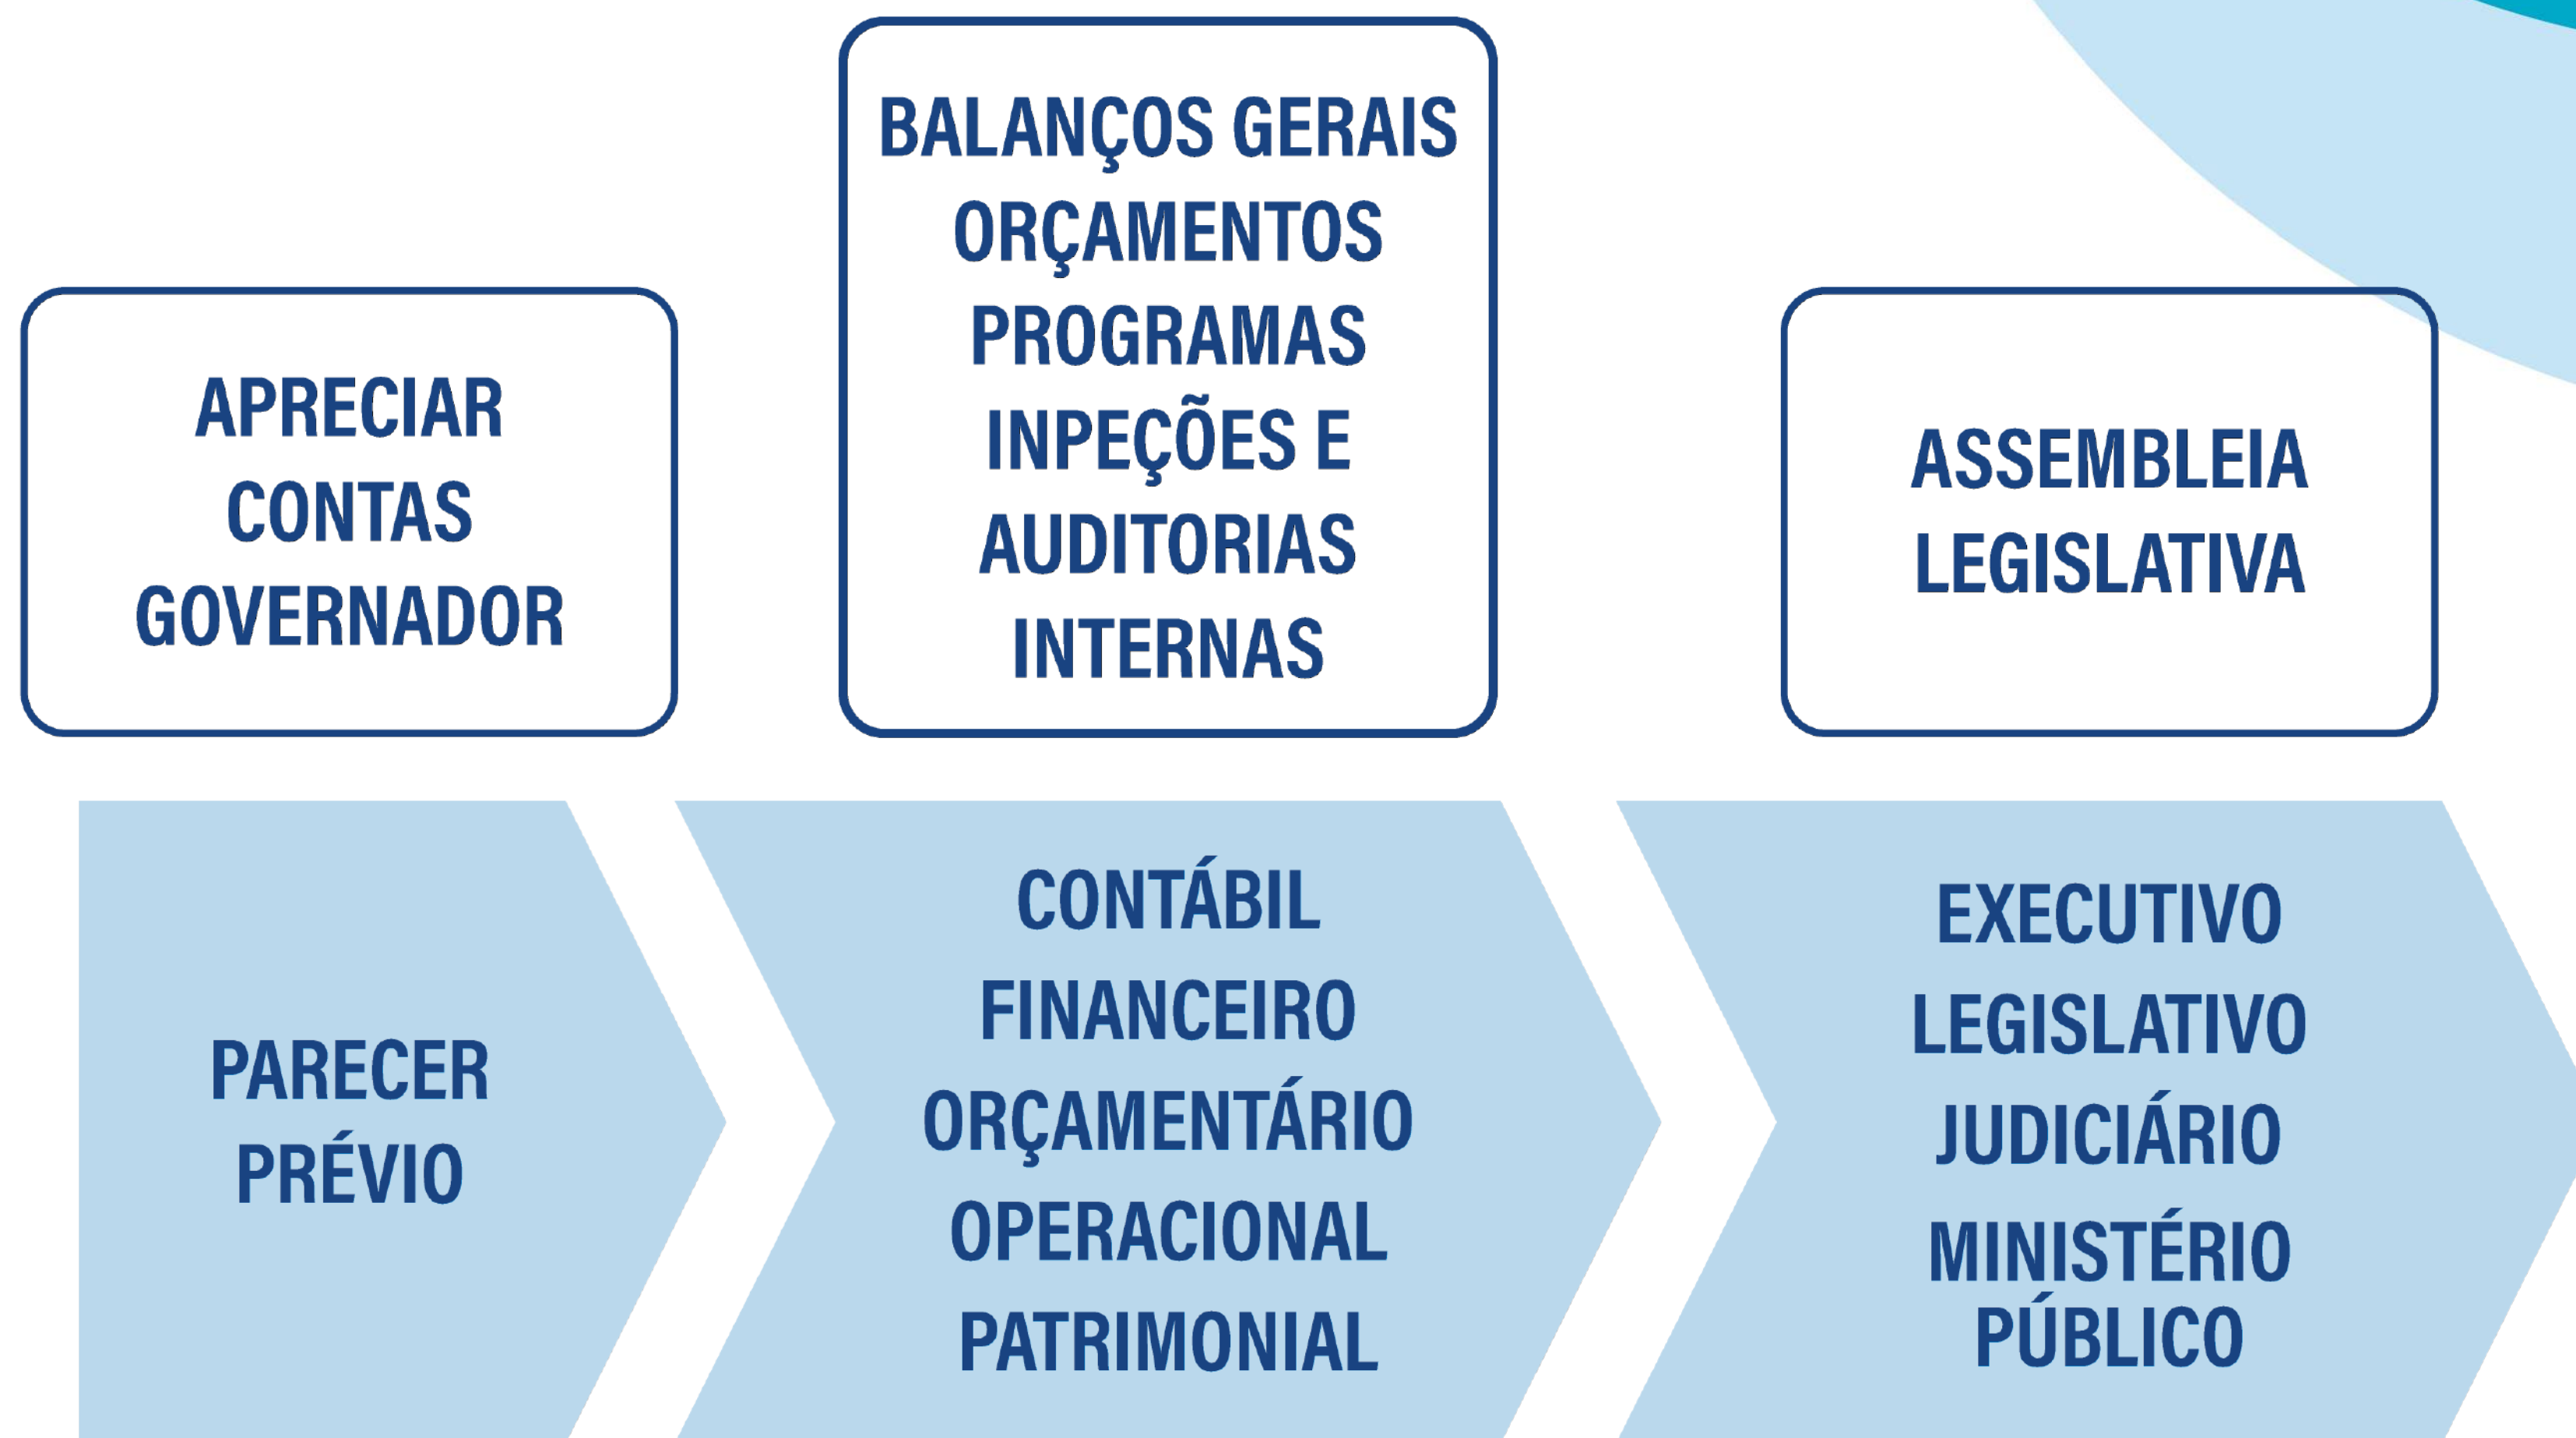 APRECIAR
CONTAS
GOVERNADOR
BALANÇOS GERAIS
ORÇAMENTOS
PROGRAMAS
INPEÇÕES E
AUDITORIAS
INTERNAS
ASSEMBLEIA
LEGISLATIVA
PARECER
PRÉVIO
CONTÁBIL
FINANCEIRO
ORÇAMENTÁRIO
OPERACIONAL
PATRIMONIAL
EXECUTIVO
LEGISLATIVO
JUDICIÁRIO
MINISTÉRIO
PÚBLICO